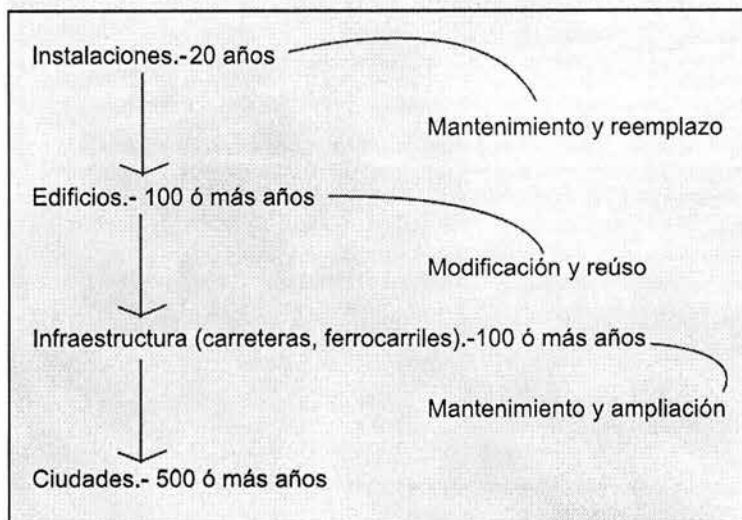 Instalaciones.-20 años
Mantenimiento y reemplazo
Edificios.- 100 ó más años
Modificación y reúso
Infraestructura (carreteras, ferrocarriles).-100 ó más años
Mantenimiento y ampliación
Ciudades.- 500 ó más años